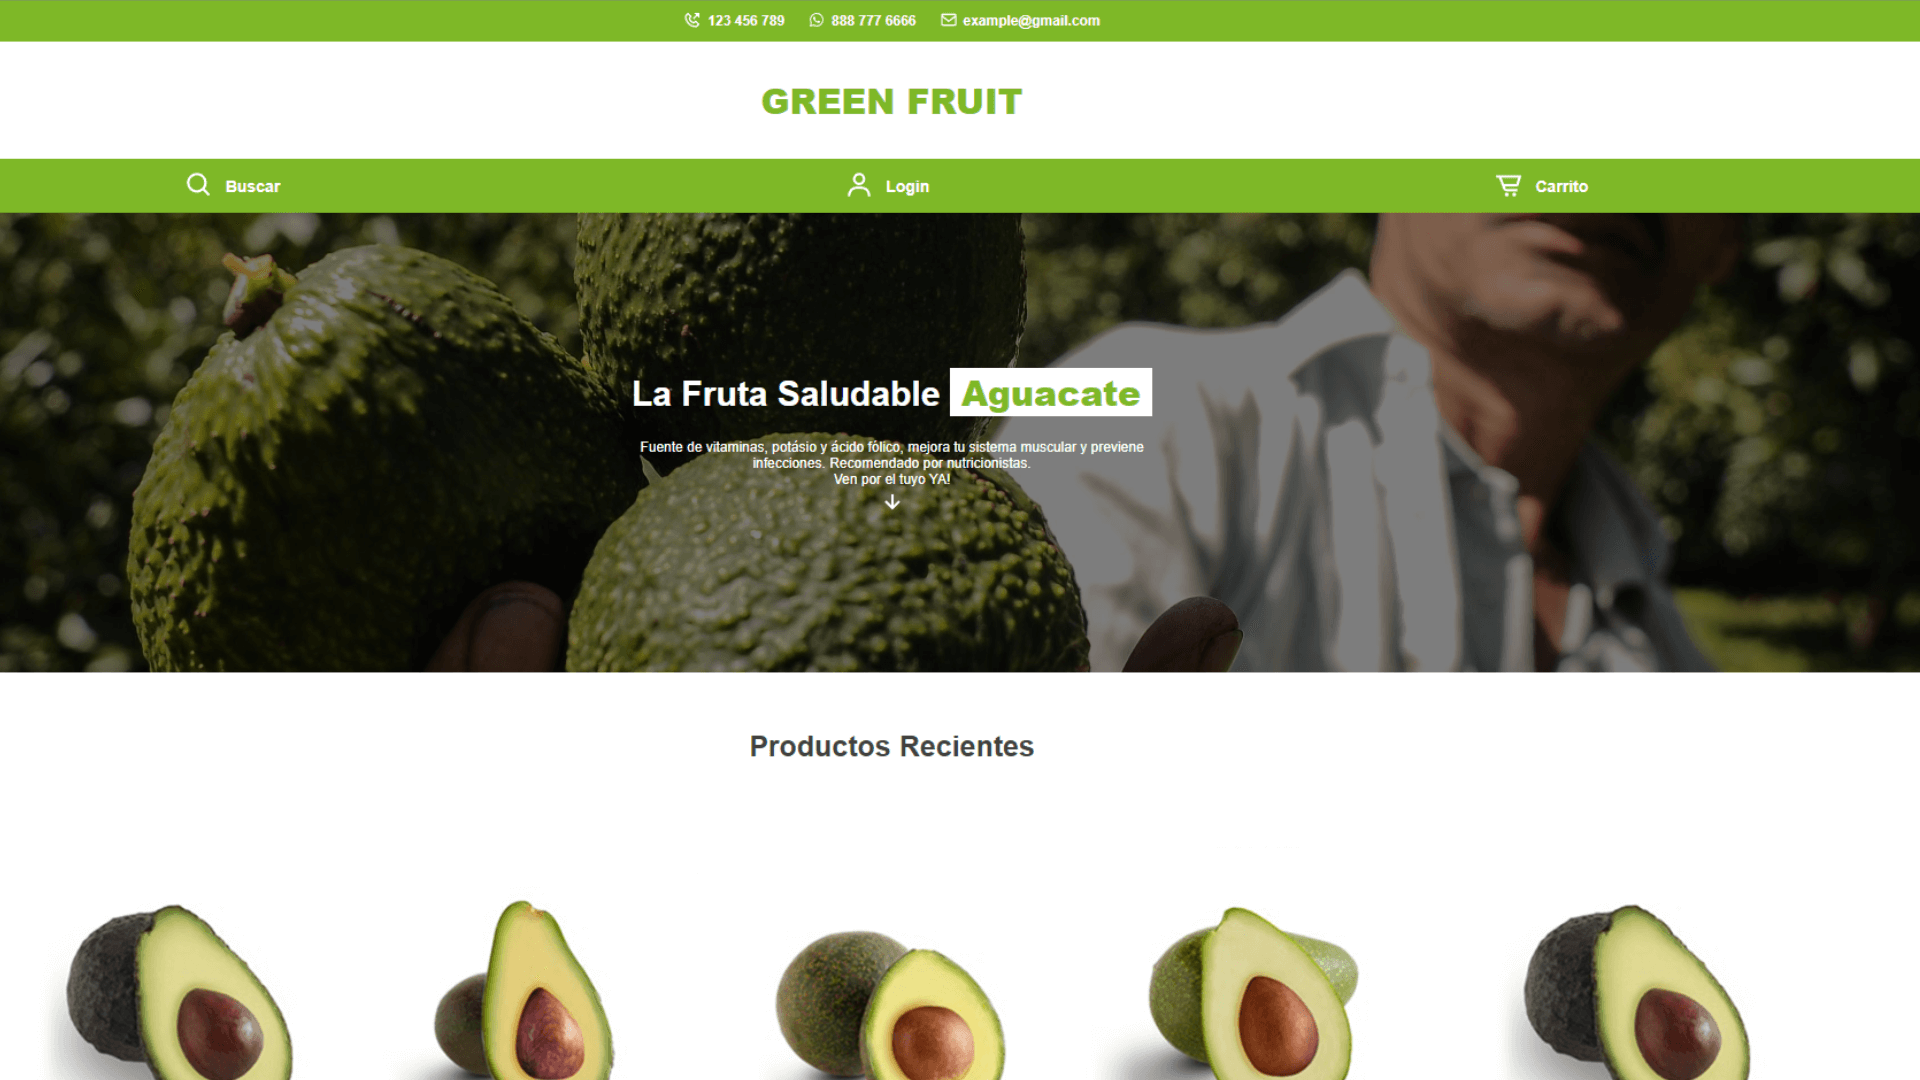 123 456 789 888 777 6666 example@gmail.com
GREEN FRUIT
Buscar Login Carrito
La Fruta Saludable Aguacate
Fuente de vitaminas, potásio y ácido fólico, mejora tu sistema muscular y previene
infecciones. Recomendado por nutricionistas.
Ven por el tuyo YA!
Productos Recientes